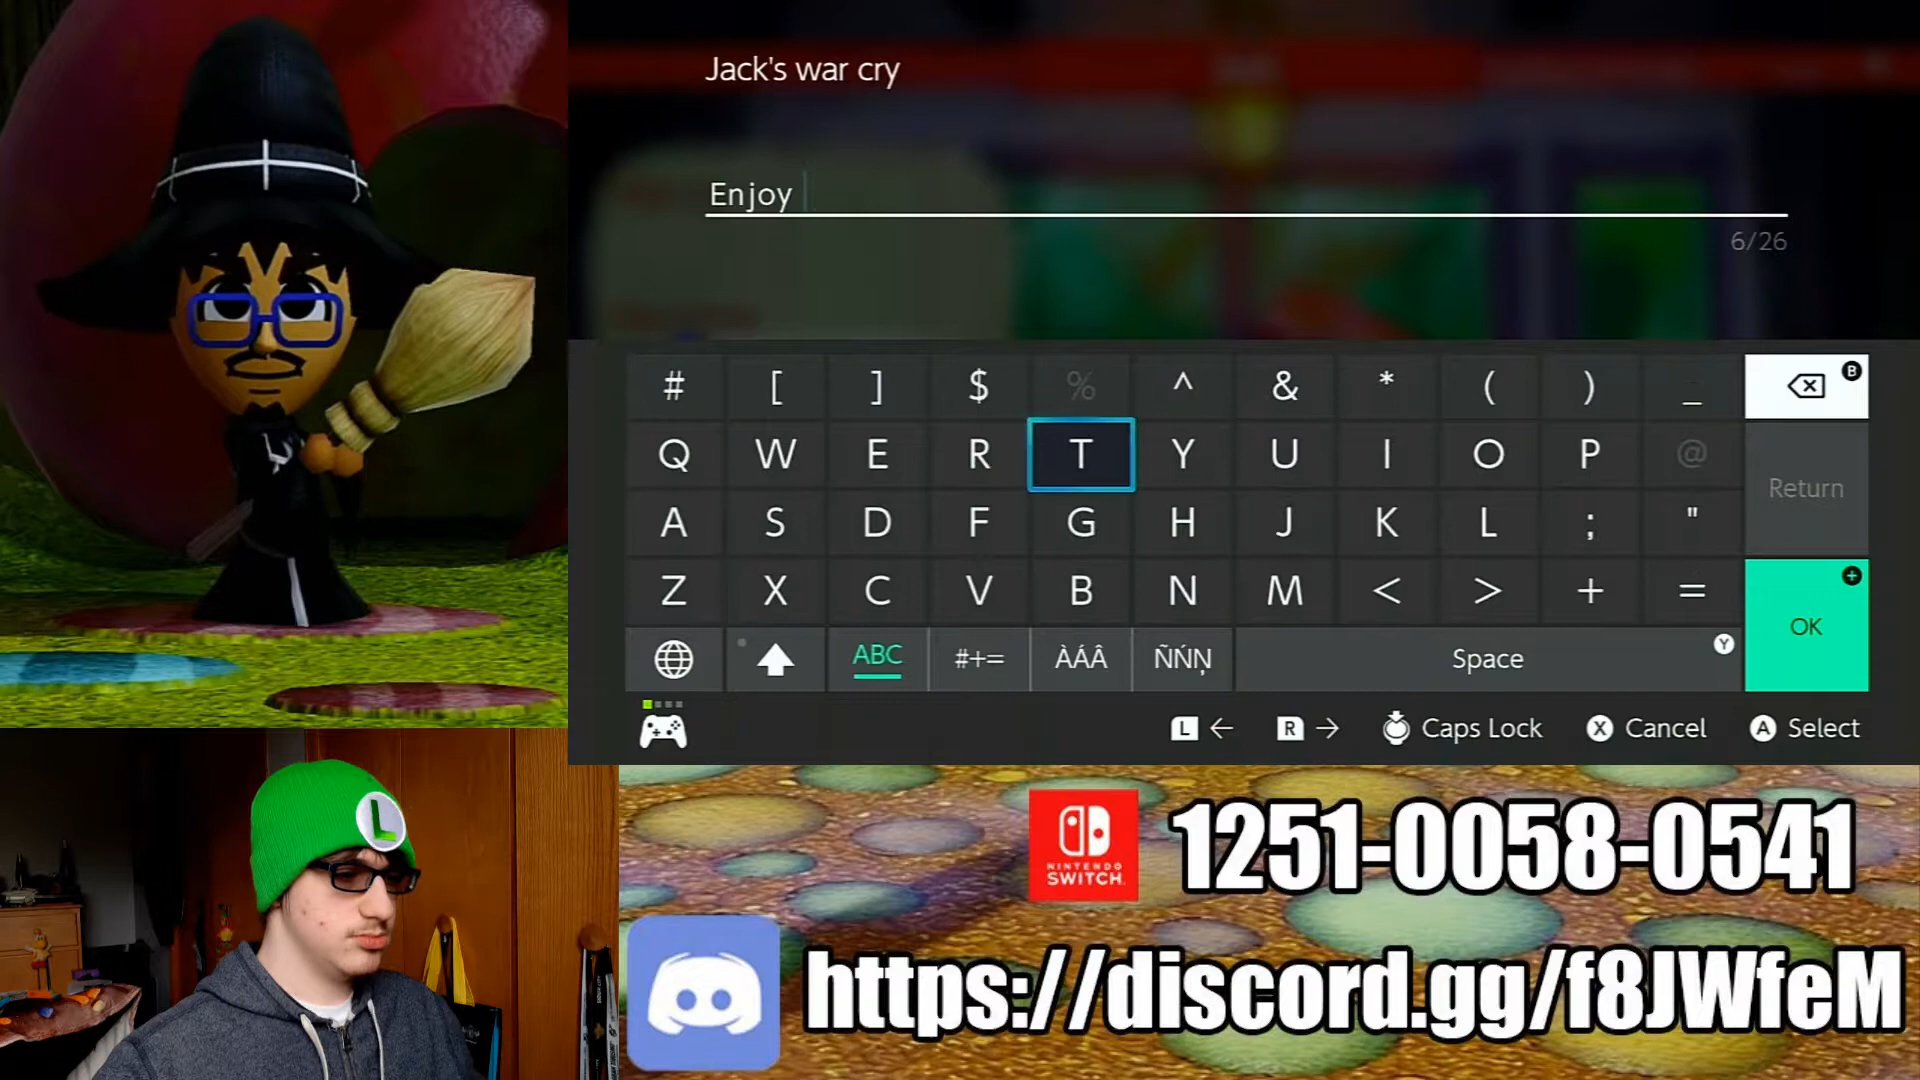 Jack's war cry
Enjoy
6/26
# [ ] $ % ^ & * ( ) _ B
Q W E R T Y U I O P @
Return
A S D F G H J K L ; "
Z X C V B N M < > + =
OK
ABC #+= ÀÁÂ ÑŃŅ Space Y
L ← R → Caps Lock X Cancel A Select
L
NINTENDO
SWITCH
1251-0058-0541
https://discord.gg/f8JWfeM